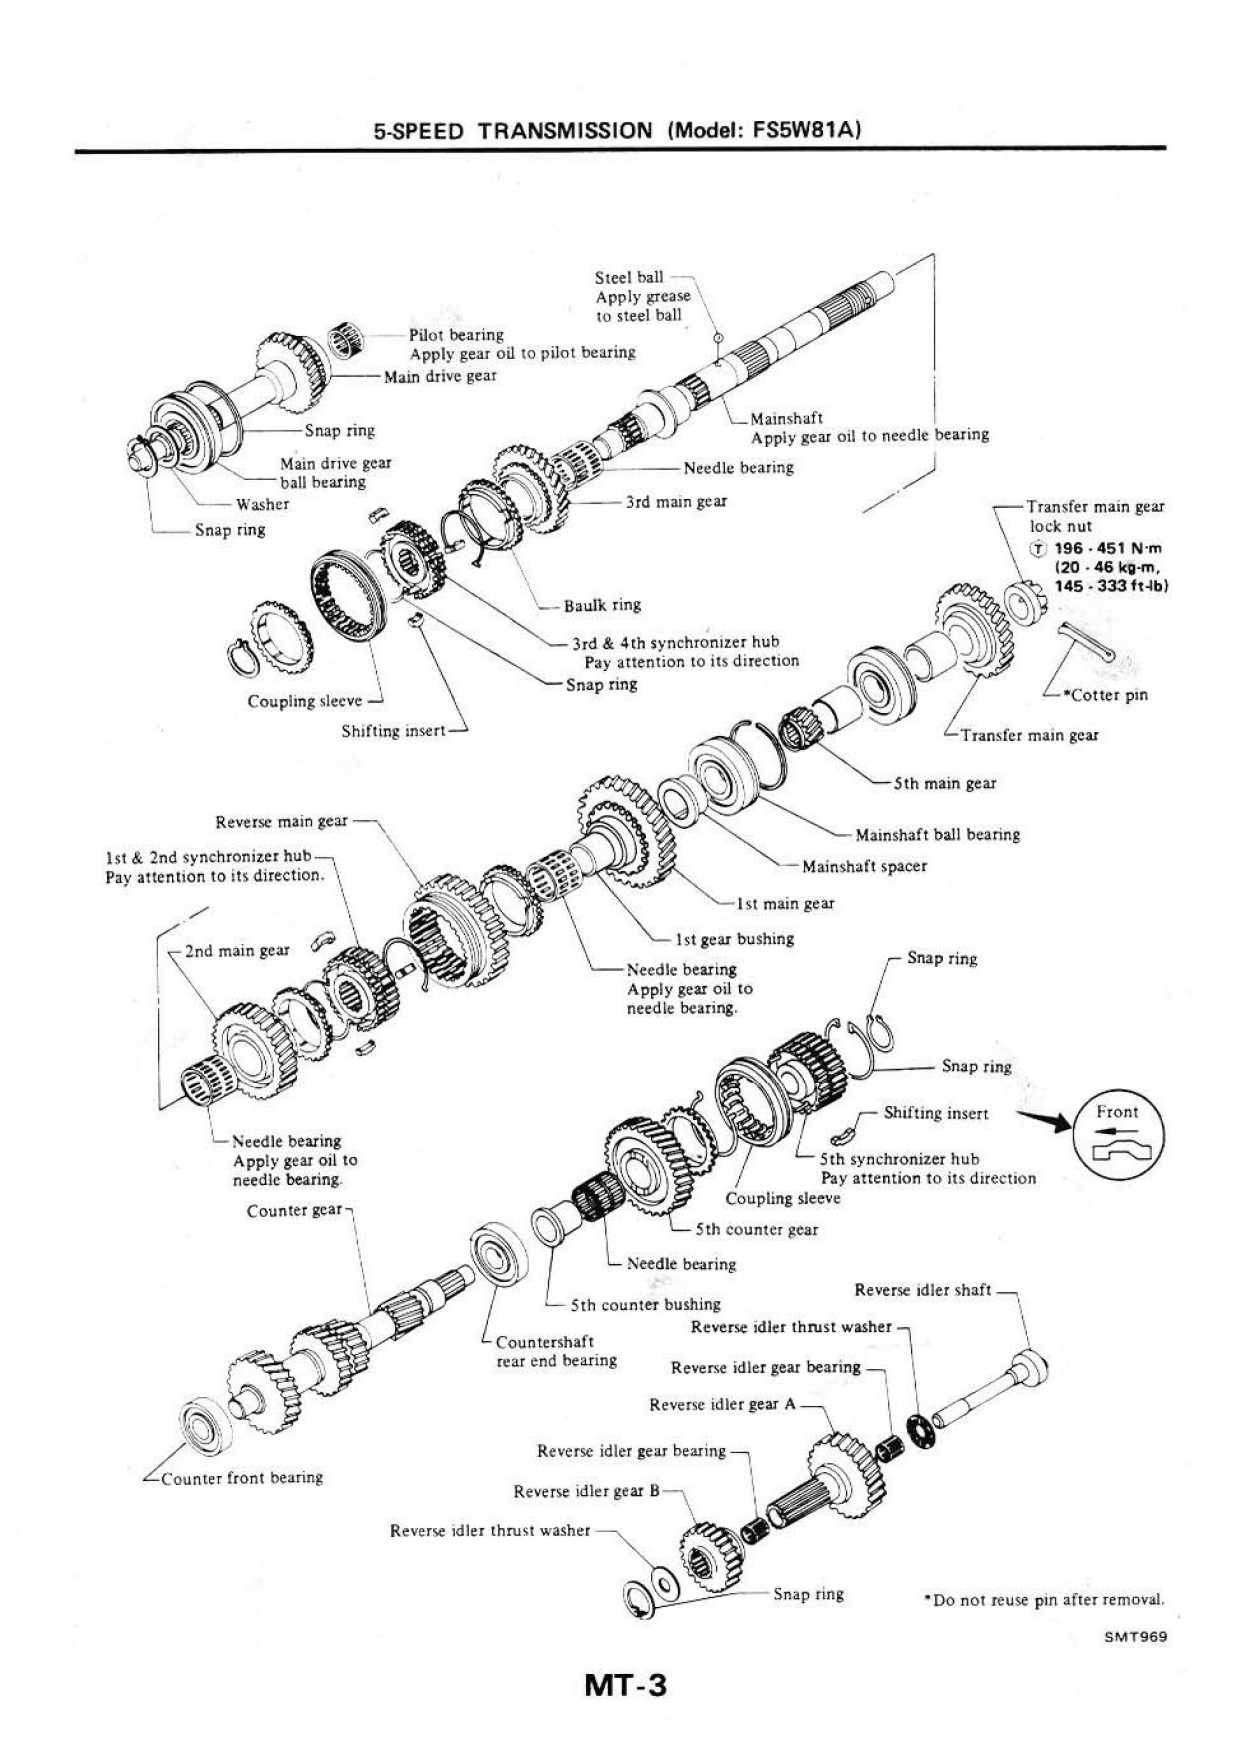 5-SPEED TRANSMISSION (Model: FS5W81A)
Steel ball
Apply grease
to steel ball
Pilot bearing
Apply gear oil to pilot bearing
Main drive gear
Snap ring
Main drive gear
ball bearing
Washer
Snap ring
Mainshaft
Apply gear oil to needle bearing
Needle bearing
3rd main gear
Transfer main gear
lock nut
T 196 - 451 N·m
(20 - 46 kg-m,
145 - 333 ft-lb)
Baulk ring
3rd & 4th synchronizer hub
Pay attention to its direction
Snap ring
Coupling sleeve
Shifting insert
*Cotter pin
Transfer main gear
5th main gear
Mainshaft ball bearing
Mainshaft spacer
Reverse main gear
1st & 2nd synchronizer hub
Pay attention to its direction.
1st main gear
1st gear bushing
2nd main gear
Needle bearing
Apply gear oil to
needle bearing.
Snap ring
Snap ring
Shifting insert
Front
5th synchronizer hub
Pay attention to its direction
Coupling sleeve
Needle bearing
Apply gear oil to
needle bearing.
Counter gear
5th counter gear
Needle bearing
5th counter bushing
Countershaft
rear end bearing
Reverse idler shaft
Reverse idler thrust washer
Reverse idler gear bearing
Reverse idler gear A
Counter front bearing
Reverse idler gear bearing
Reverse idler gear B
Reverse idler thrust washer
Snap ring
*Do not reuse pin after removal.
SMT969
MT-3